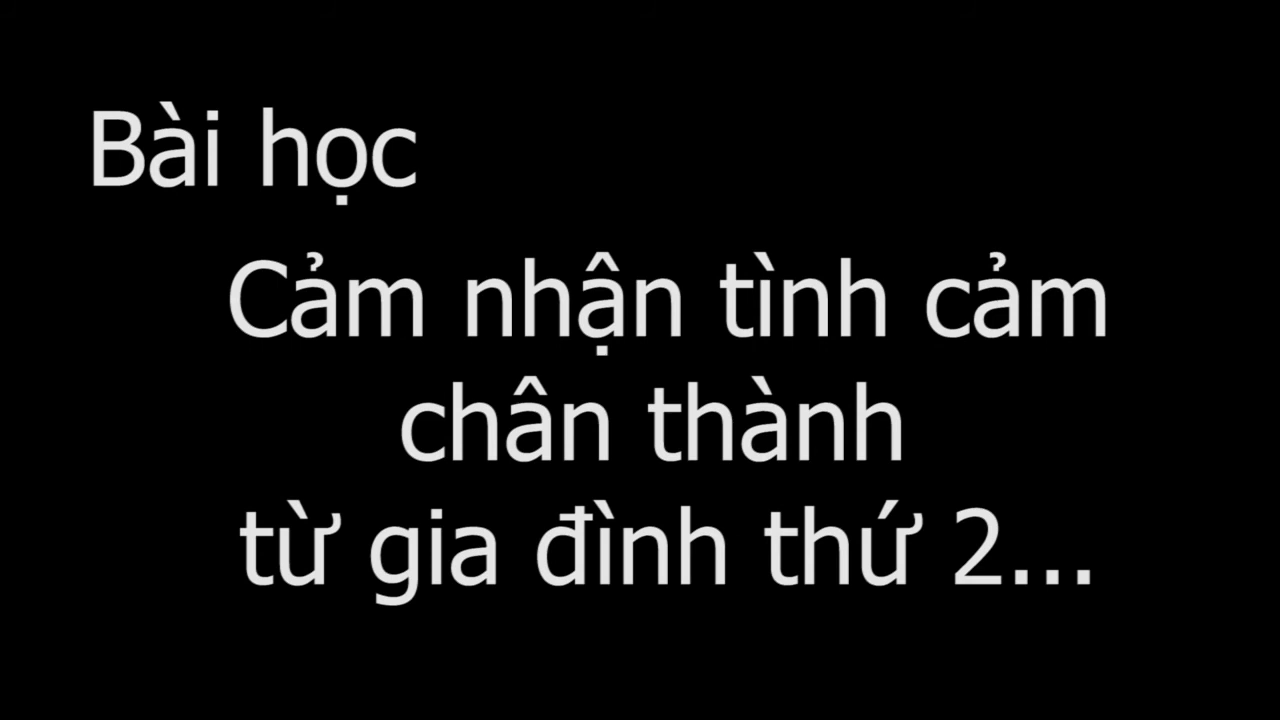 Bài học
Cảm nhận tình cảm
chân thành
từ gia đình thứ 2...